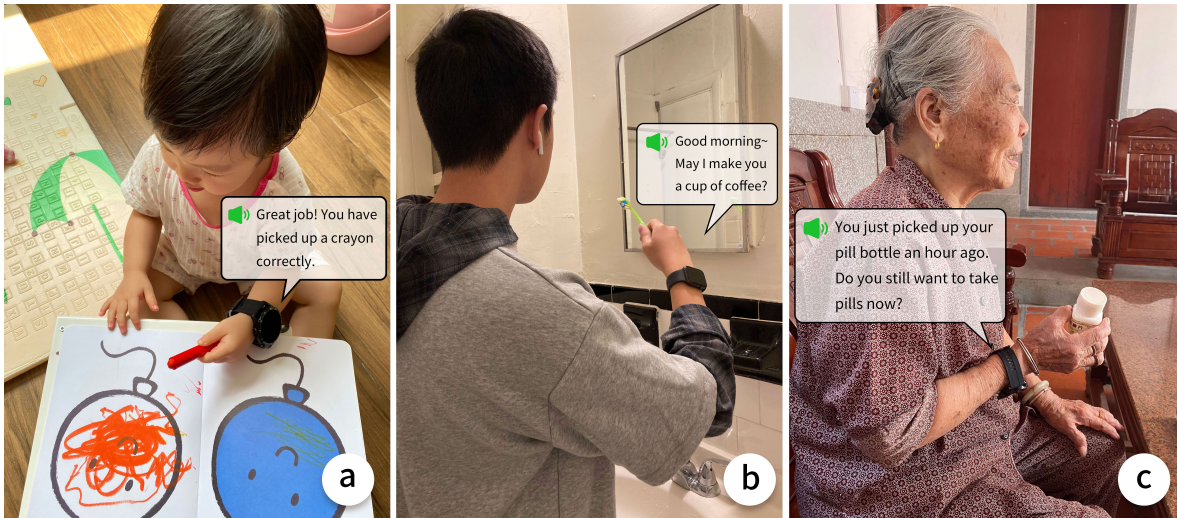 Great job! You have
picked up a crayon
correctly.
a
Good morning~
May I make you
a cup of coffee?
b
You just picked up your
pill bottle an hour ago.
Do you still want to take
pills now?
c